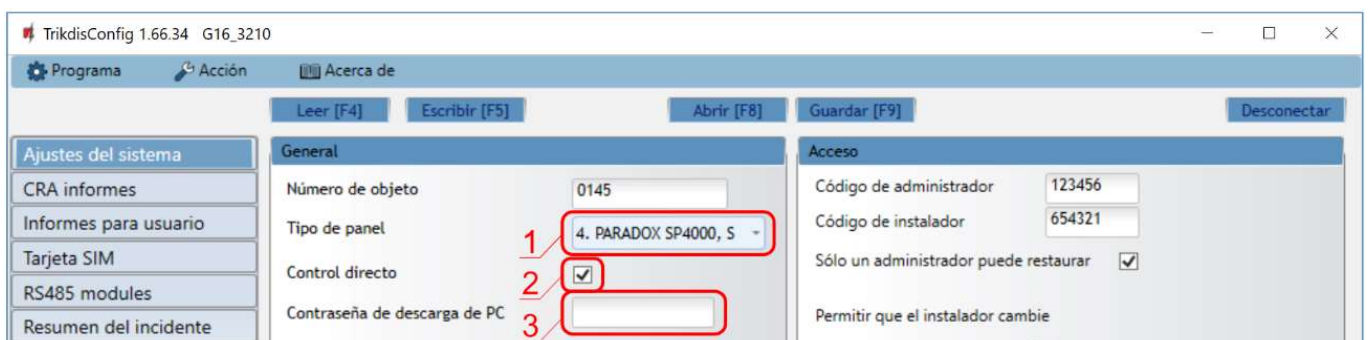 TrikdisConfig 1.66.34 G16_3210
Programa Acción Acerca de
Leer [F4] Escribir [F5] Abrir [F8] Guardar [F9] Desconectar
Ajustes del sistema
CRA informes
Informes para usuario
Tarjeta SIM
RS485 modules
Resumen del incidente
General
Número de objeto 0145
Tipo de panel 1 4. PARADOX SP4000, S
Control directo 2
Contraseña de descarga de PC 3
Acceso
Código de administrador 123456
Código de instalador 654321
Sólo un administrador puede restaurar
Permitir que el instalador cambie